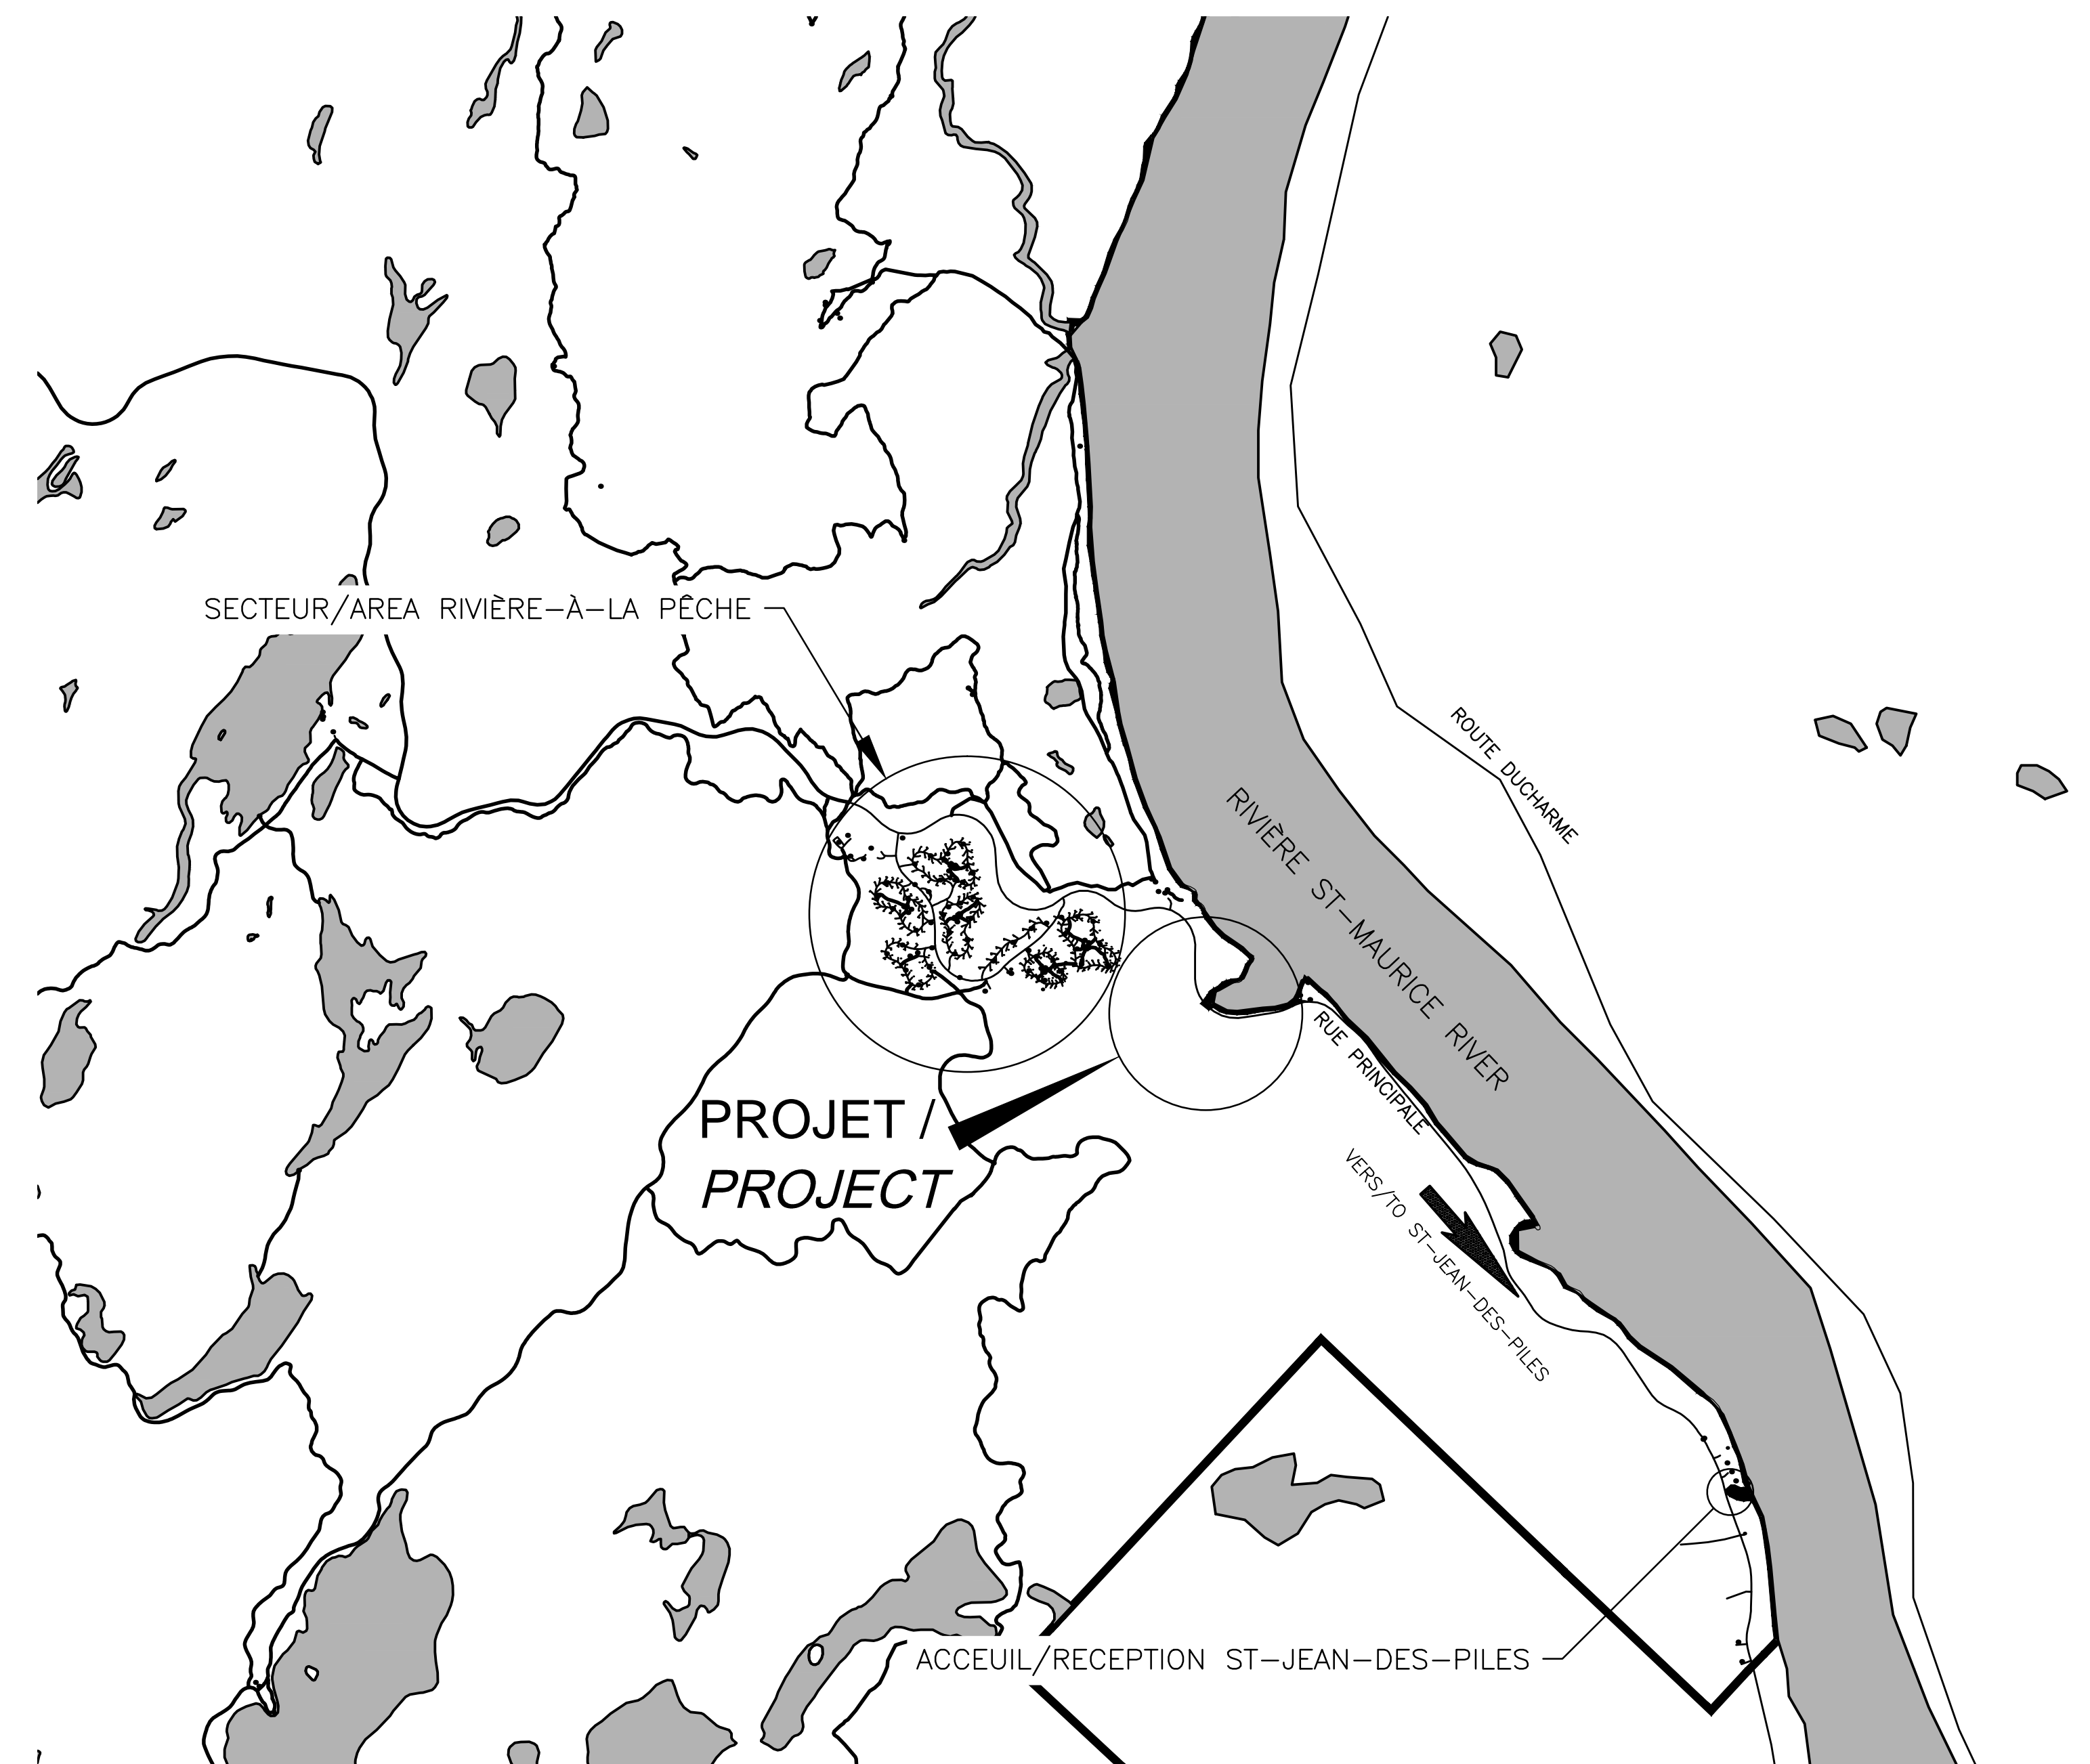 SECTEUR/AREA RIVIÈRE-À-LA PÊCHE
ROUTE DUCHARME
RIVIÈRE ST-MAURICE RIVER
RUE PRINCIPALE
PROJET /
PROJECT
VERS/TO ST-JEAN-DES-PILES
ACCEUIL/RECEPTION ST-JEAN-DES-PILES